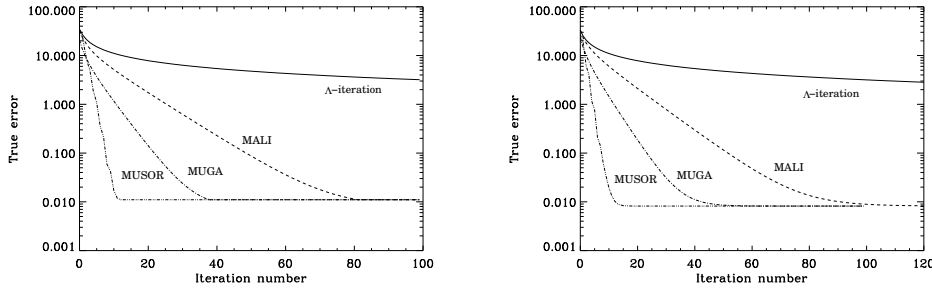 100.000
10.000
1.000
0.100
0.010
0.001
True error
Λ−iteration
MALI
MUGA
MUSOR
0 20 40 60 80 100
Iteration number
100.000
10.000
1.000
0.100
0.010
0.001
True error
Λ−iteration
MALI
MUGA
MUSOR
0 20 40 60 80 100 120
Iteration number